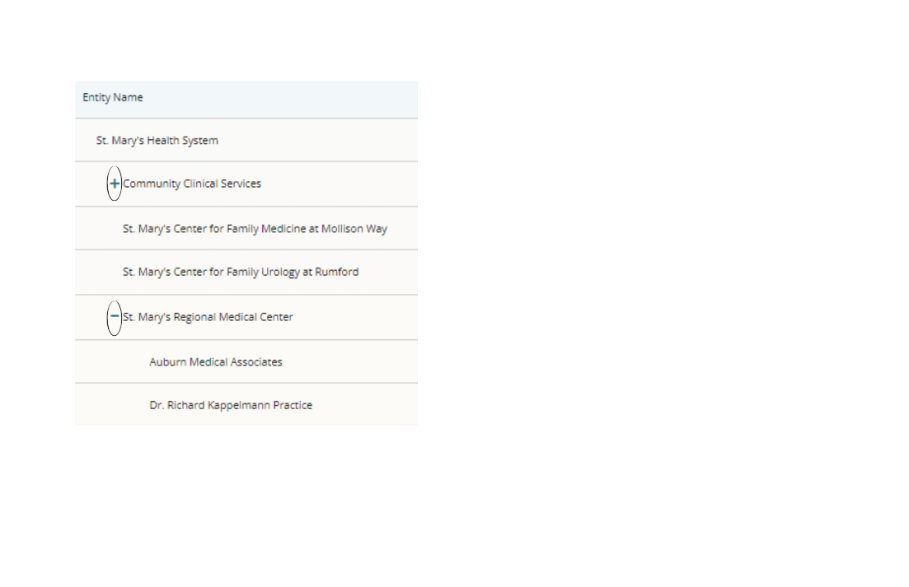 Entity Name
St. Mary's Health System
+ Community Clinical Services
St. Mary's Center for Family Medicine at Mollison Way
St. Mary's Center for Family Urology at Rumford
− St. Mary's Regional Medical Center
Auburn Medical Associates
Dr. Richard Kappelmann Practice